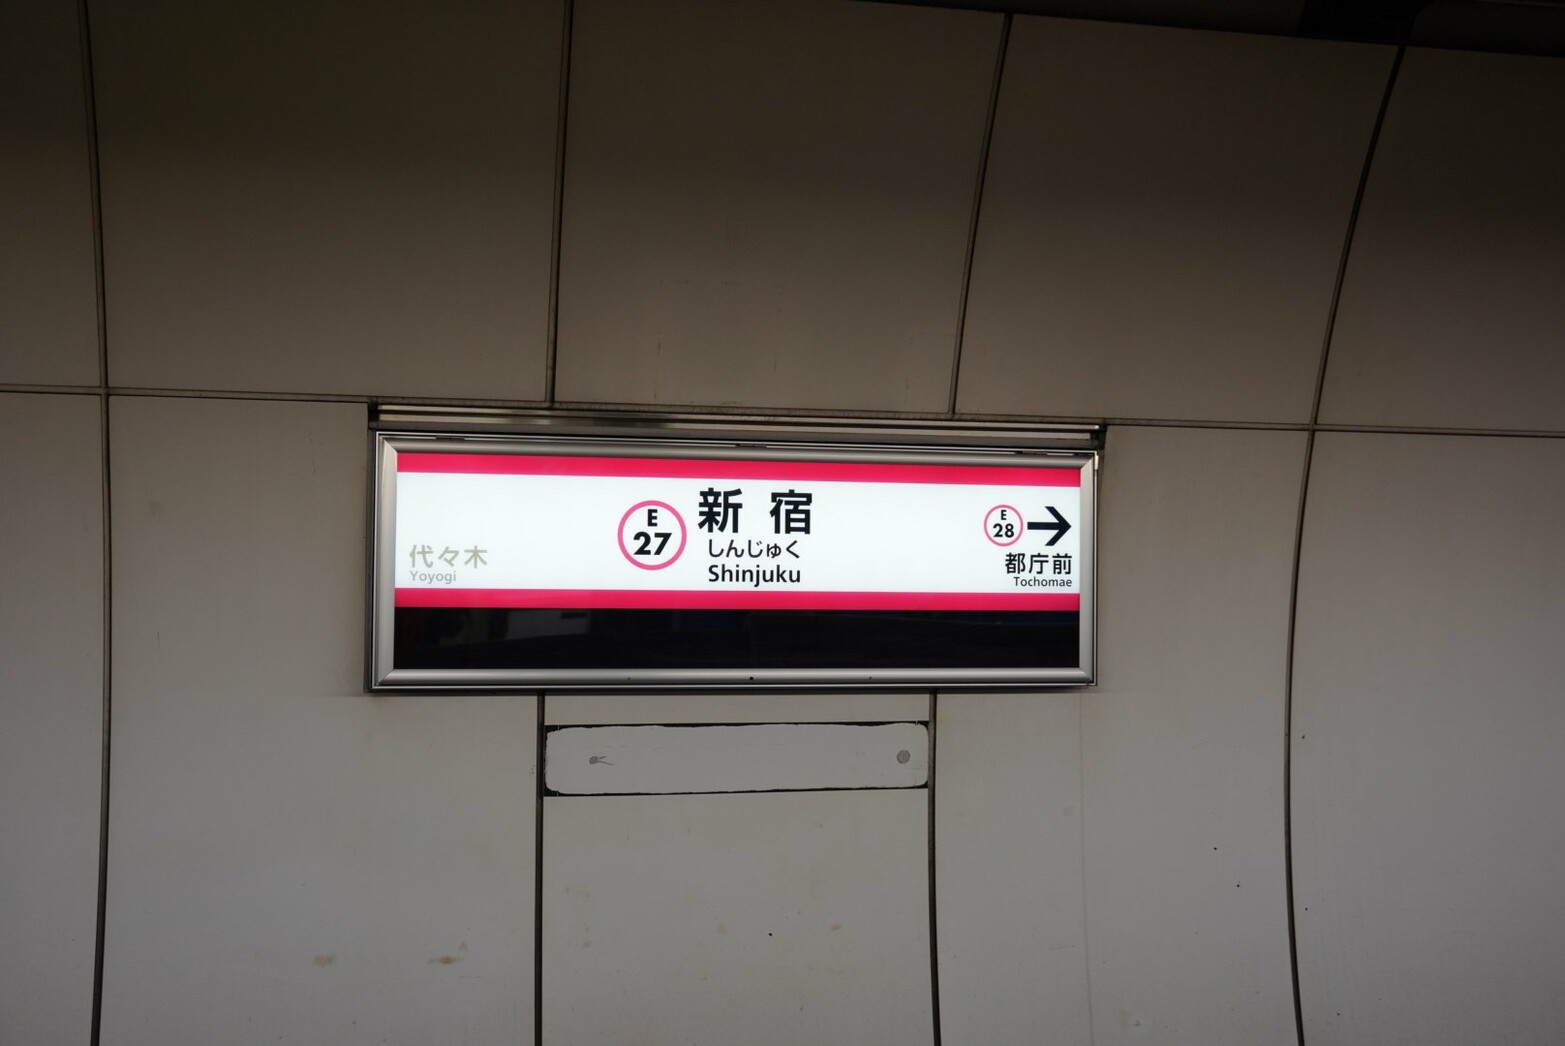 代々木
Yoyogi
E
27
新宿
しんじゅく
Shinjuku
E
28
→
都庁前
Tochomae